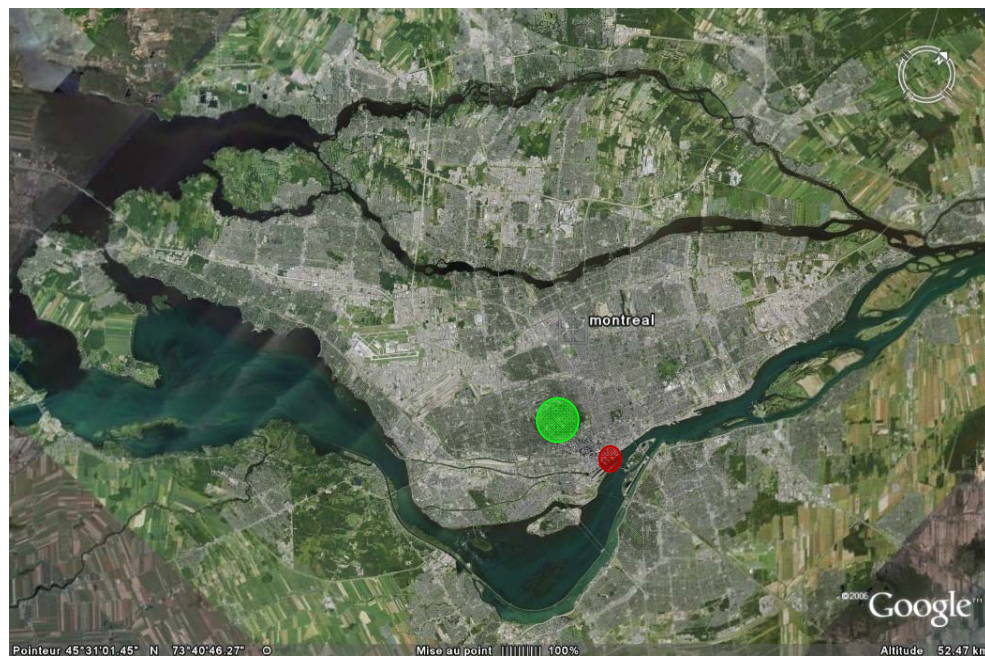 N
montreal
©2006 Google™
Pointeur 45°31'01.45" N 73°40'46.27" O Mise au point ||||||||| 100% Altitude 52.47 km